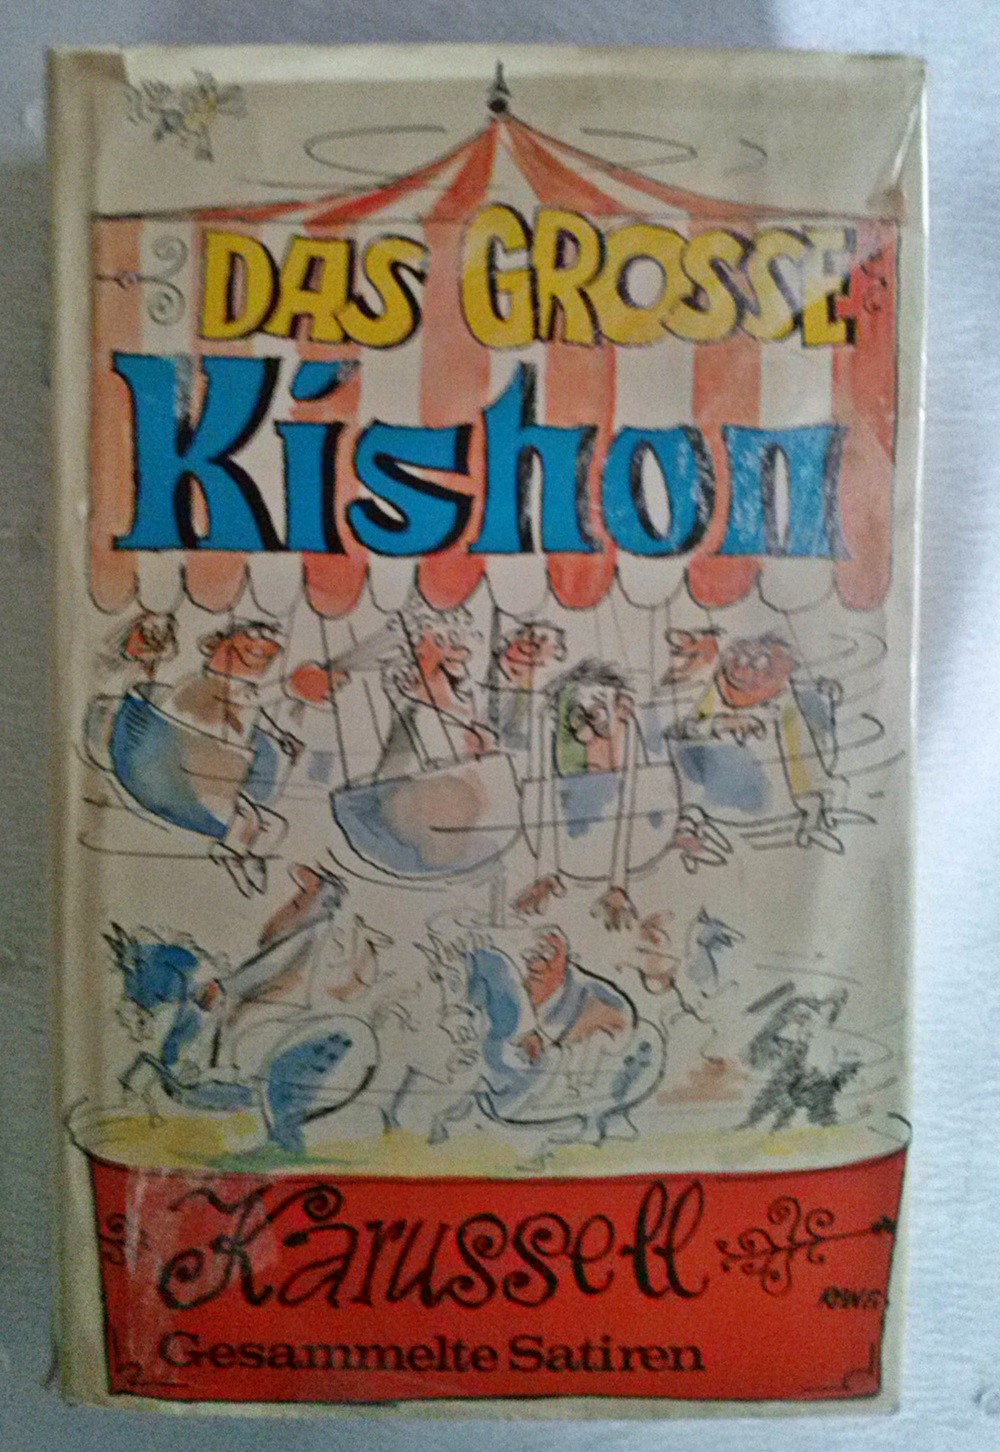 DAS GROSSE
Kishon
Karussell
Gesammelte Satiren